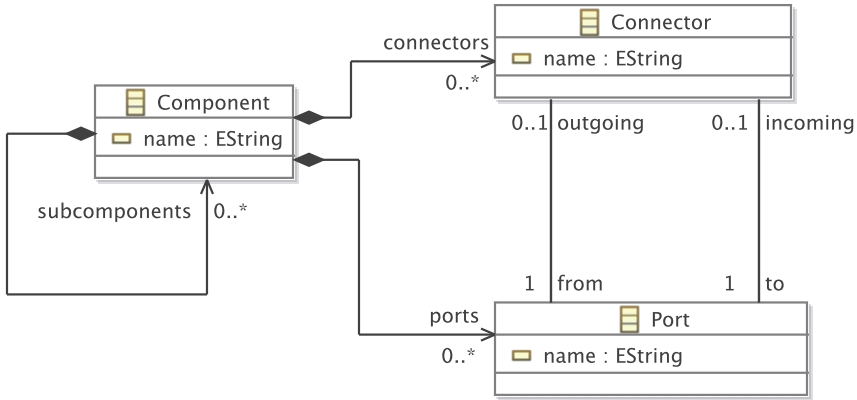 Connector
name : EString
connectors
0..*
Component
name : EString
0..1 outgoing
0..1 incoming
subcomponents 0..*
1 from
1 to
ports
0..*
Port
name : EString